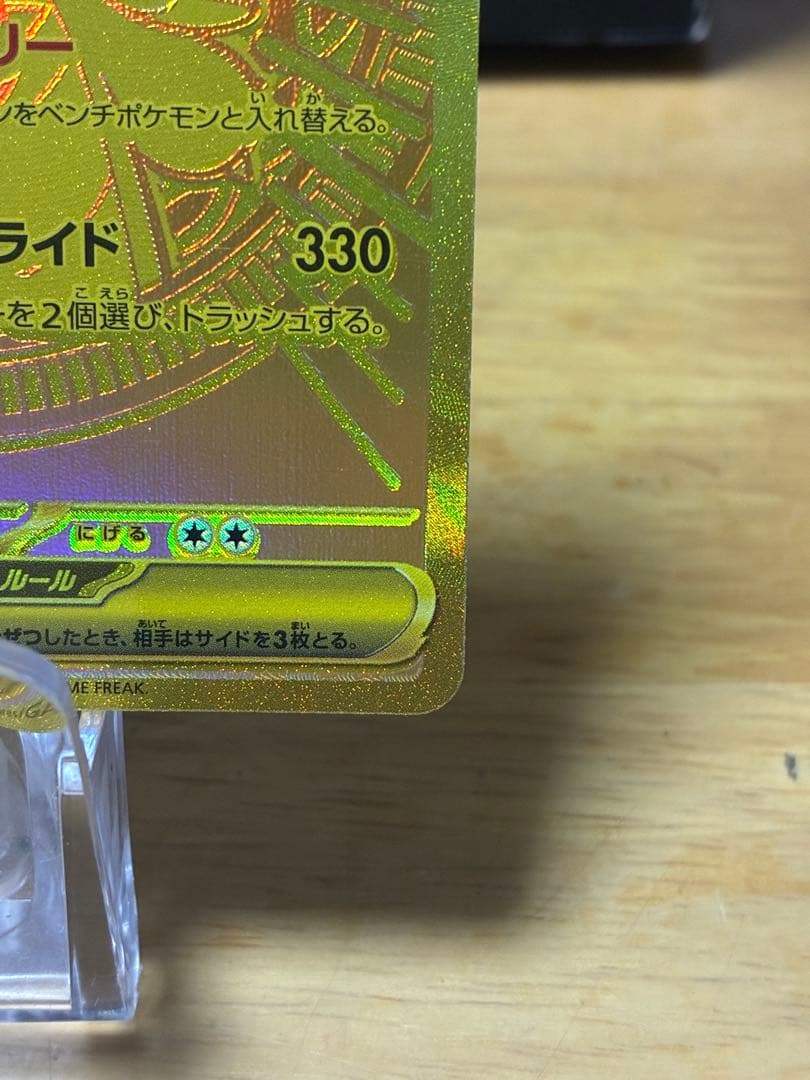 リー
ンをベンチポケモンと入れ替える。
ライド 330
ーを2個選び、トラッシュする。
にげる
ルール
ぜつしたとき、相手はサイドを3枚とる。
ME FREAK.